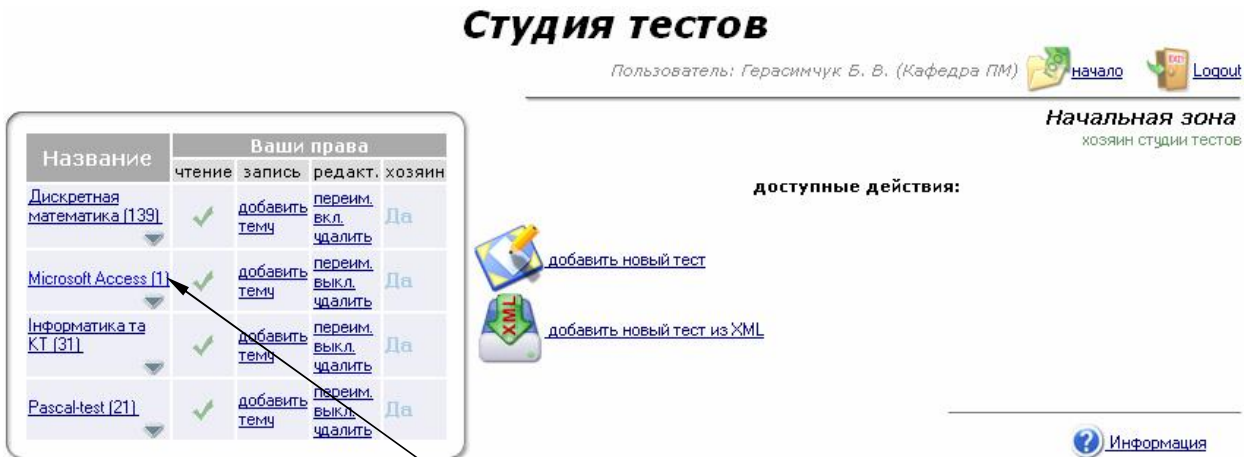 Студия тестов
Пользователь: Герасимчук Б. В. (Кафедра ПМ) начало Logout
Начальная зона
хозяин студии тестов
Название Ваши права
чтение запись редакт. хозяин
Дискретная математика (139) добавить тему переим. вкл. удалить Да
Microsoft Access (1) добавить тему переим. выкл. удалить Да
Інформатика та КТ (31) добавить тему переим. выкл. удалить Да
Pascal-test (21) добавить тему переим. выкл. удалить Да
доступные действия:
добавить новый тест
XML добавить новый тест из XML
Информация